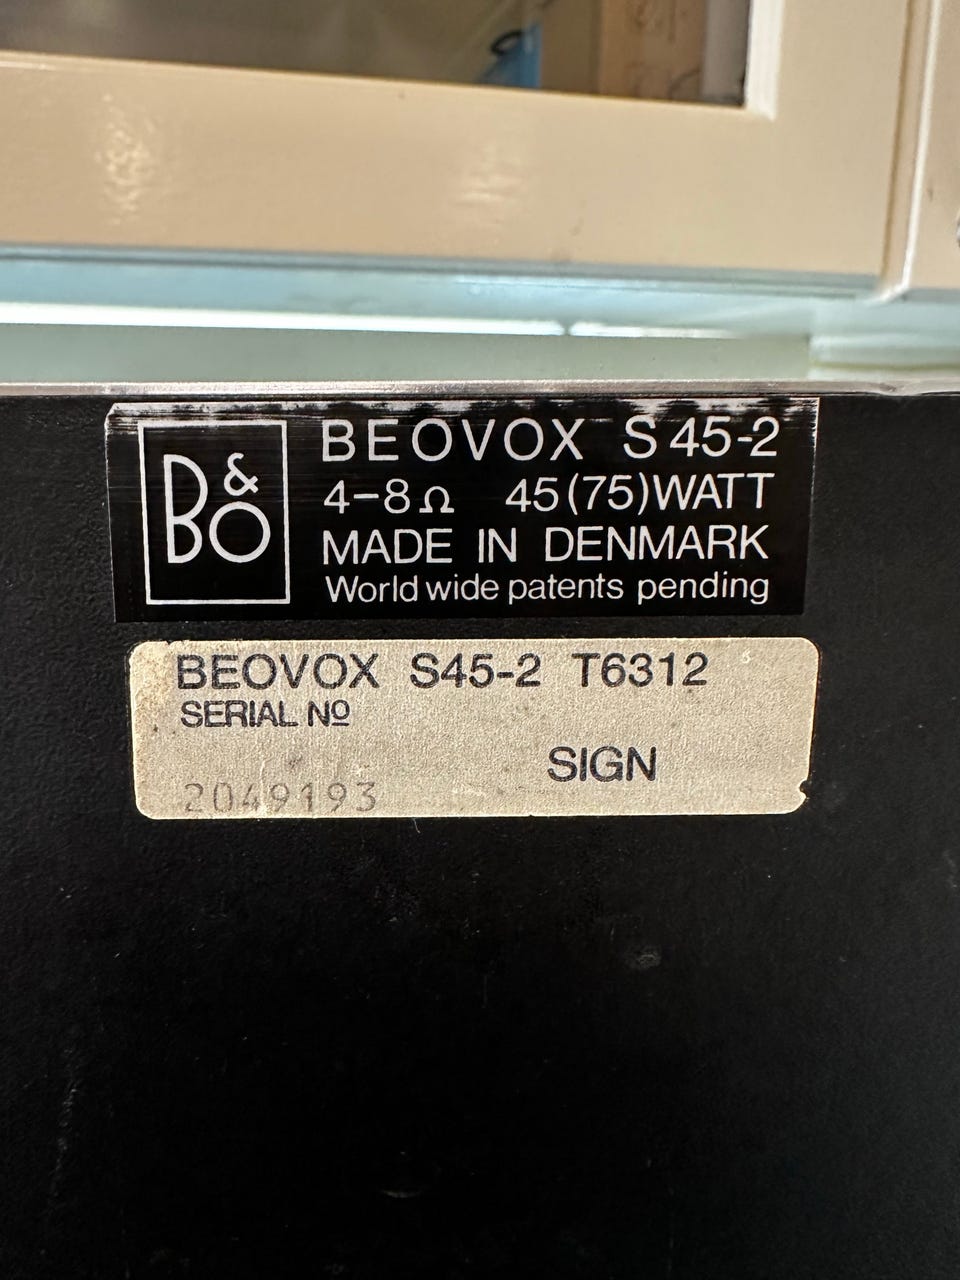 B&O
BEOVOX S45-2
4-8Ω 45(75)WATT
MADE IN DENMARK
World wide patents pending
BEOVOX S45-2 T6312
SERIAL Nº
SIGN
2049193